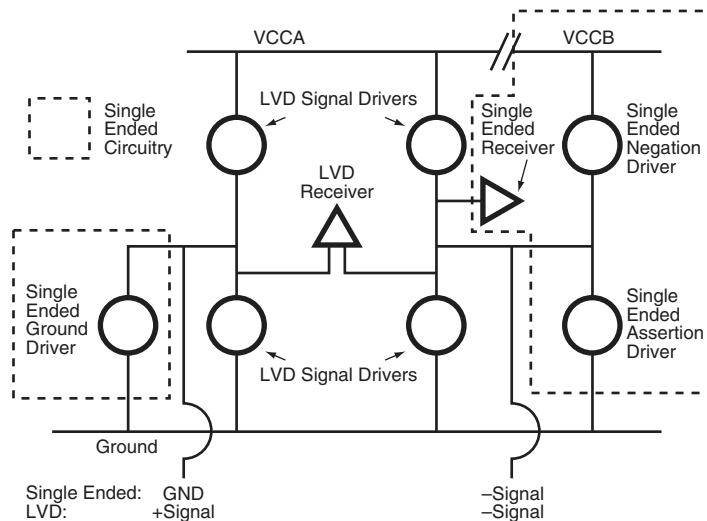 VCCA
VCCB
Single
Ended
Circuitry
LVD Signal Drivers
Single
Ended
Receiver
Single
Ended
Negation
Driver
LVD
Receiver
Single
Ended
Ground
Driver
Single
Ended
Assertion
Driver
LVD Signal Drivers
Ground
Single Ended: GND –Signal
LVD: +Signal –Signal